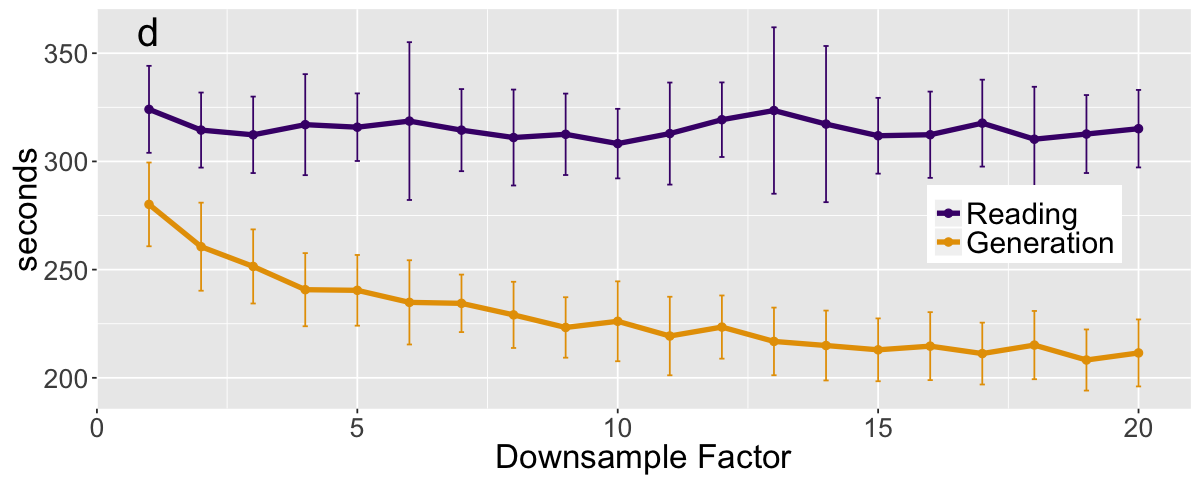 d
350
300
250
200
seconds
Reading
Generation
0 5 10 15 20
Downsample Factor